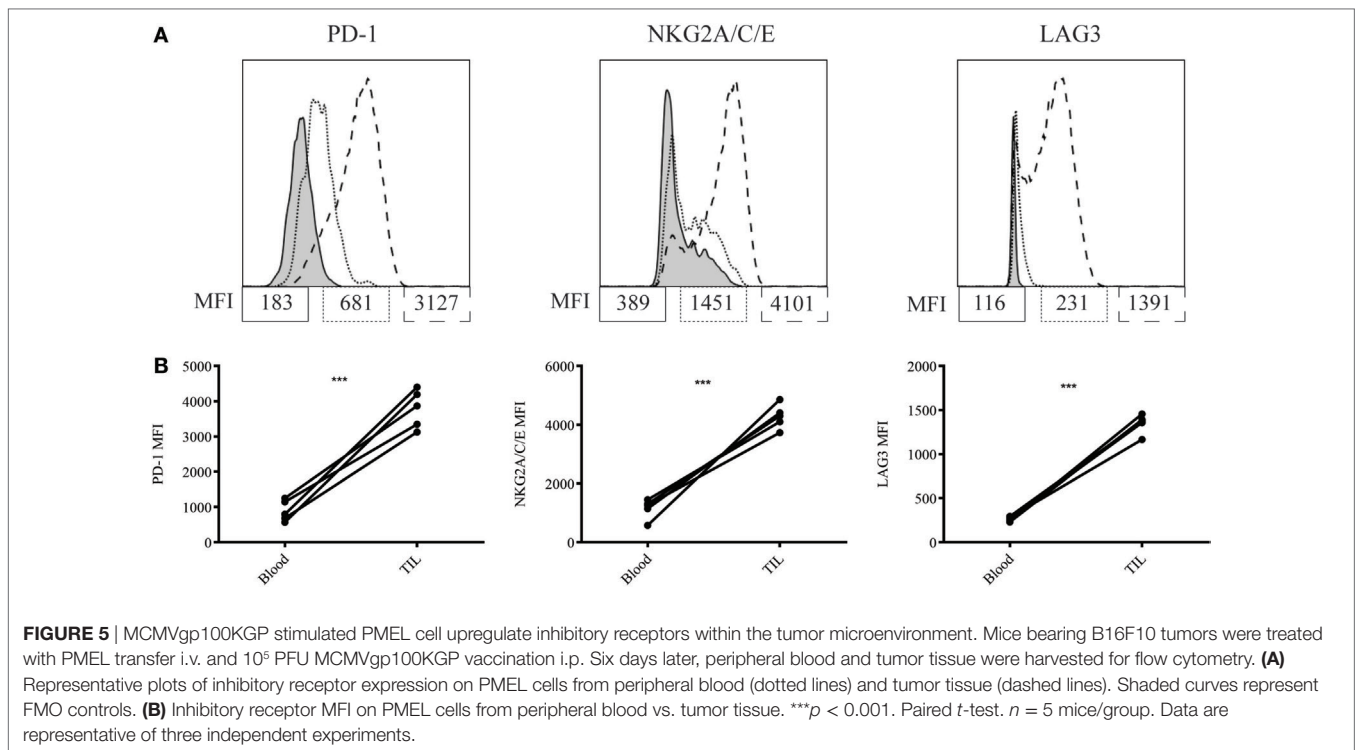 A
PD-1
NKG2A/C/E
LAG3
MFI 183 681 3127
MFI 389 1451 4101
MFI 116 231 1391
B
5000
4000
3000
2000
1000
0
PD-1 MFI
***
Blood
TIL
6000
4000
2000
0
NKG2A/C/E MFI
***
Blood
TIL
2000
1500
1000
500
0
LAG3 MFI
***
Blood
TIL
FIGURE 5 | MCMVgp100KGP stimulated PMEL cell upregulate inhibitory receptors within the tumor microenvironment. Mice bearing B16F10 tumors were treated
with PMEL transfer i.v. and 10⁵ PFU MCMVgp100KGP vaccination i.p. Six days later, peripheral blood and tumor tissue were harvested for flow cytometry. (A)
Representative plots of inhibitory receptor expression on PMEL cells from peripheral blood (dotted lines) and tumor tissue (dashed lines). Shaded curves represent
FMO controls. (B) Inhibitory receptor MFI on PMEL cells from peripheral blood vs. tumor tissue. ***p < 0.001. Paired t-test. n = 5 mice/group. Data are
representative of three independent experiments.